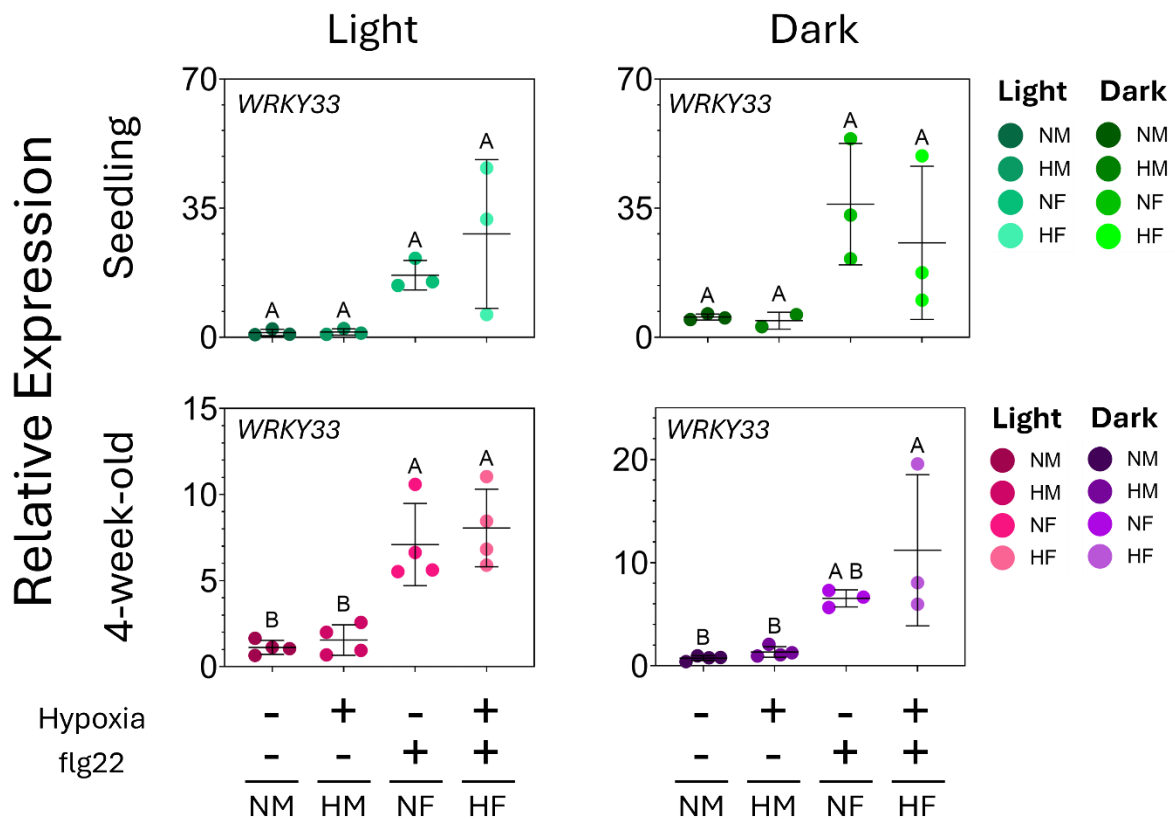 Light Dark
Relative Expression
Seedling
70 70
WRKY33 WRKY33
35 35
0 0
A A A A
A A A A
Light Dark
NM NM
HM HM
NF NF
HF HF
4-week-old
15 20
WRKY33 WRKY33
10 10
5
0 0
B B A A
B B A B A
Light Dark
NM NM
HM HM
NF NF
HF HF
Hypoxia - + - + - + - +
flg22 - - + + - - + +
NM HM NF HF NM HM NF HF